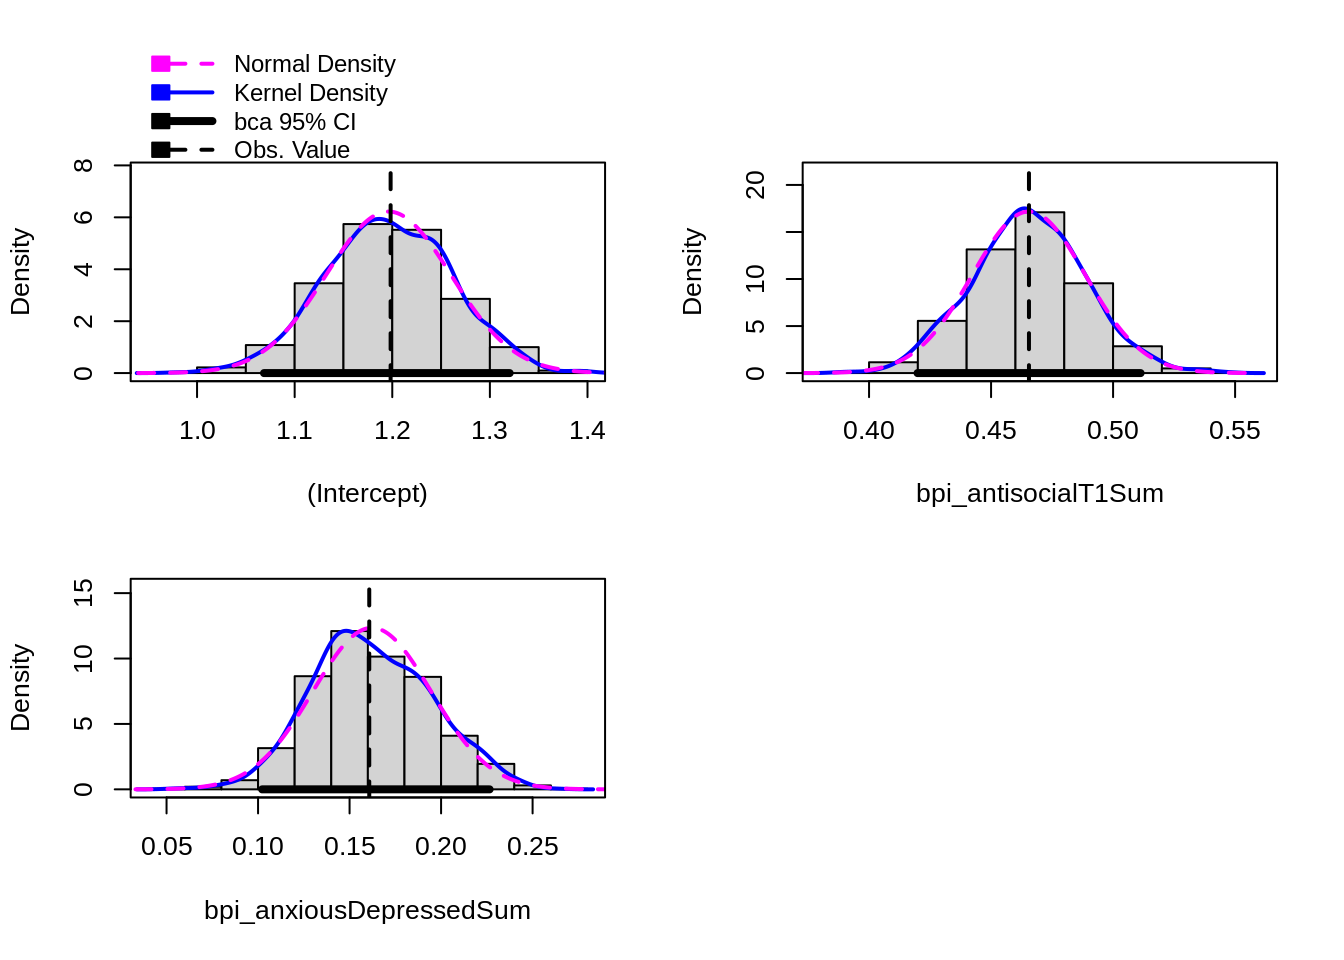 Normal Density
Kernel Density
bca 95% CI
Obs. Value
Density
0 2 4 6 8
1.0 1.1 1.2 1.3 1.4
(Intercept)
Density
0 5 10 20
0.40 0.45 0.50 0.55
bpi_antisocialT1Sum
Density
0 5 10 15
0.05 0.10 0.15 0.20 0.25
bpi_anxiousDepressedSum